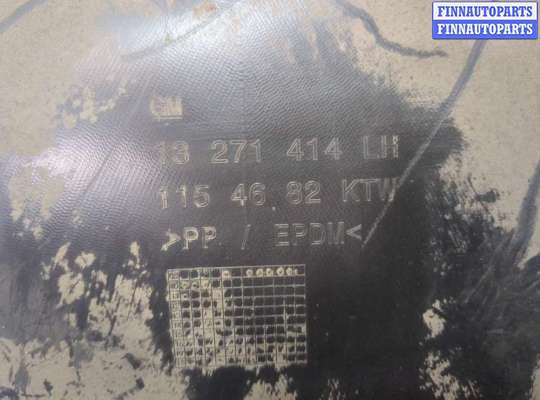 FINNAUTOPARTS
FINNAUTOPARTS
GM
13 271 414 LH
115 46 82 KTW
>PP / EPDM<